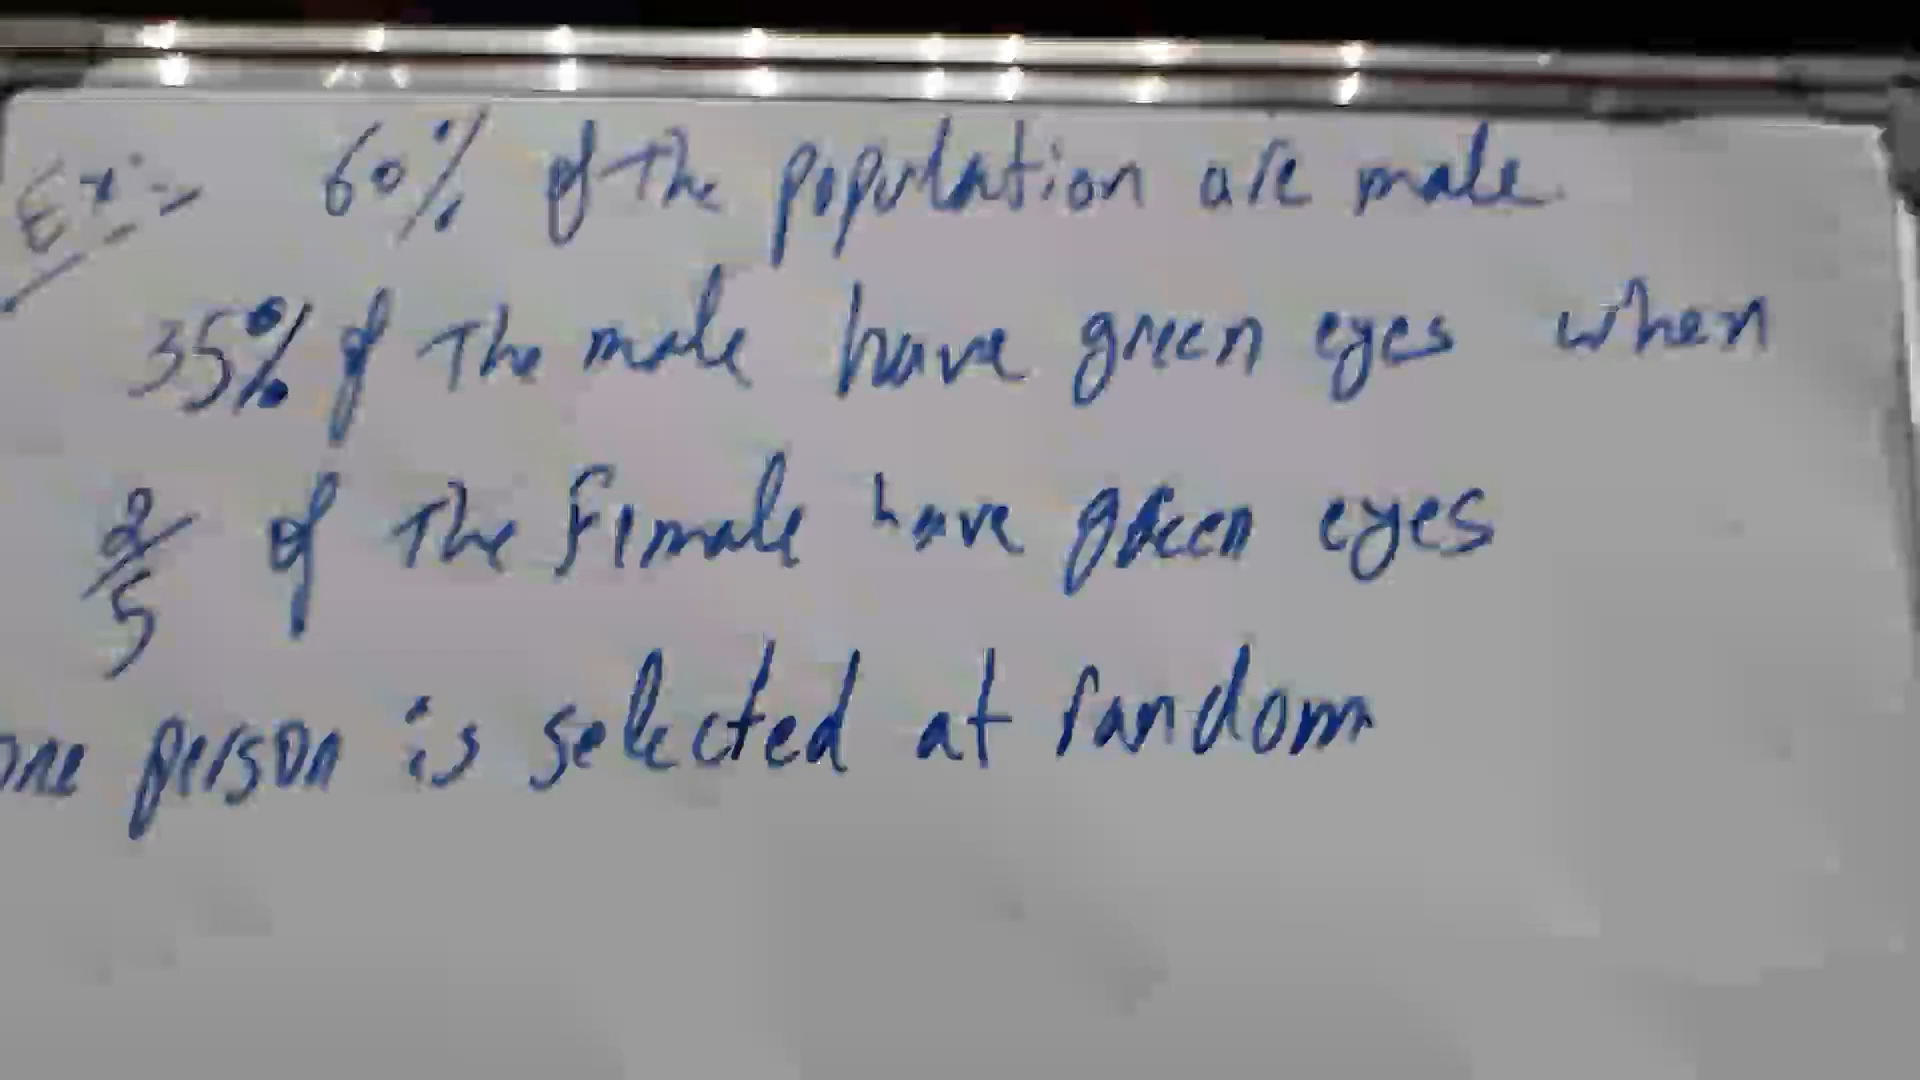 Ex:- 60% of the population are male
35% of the male have green eyes when
2/5 of the Fimale have green eyes
one person is selected at random